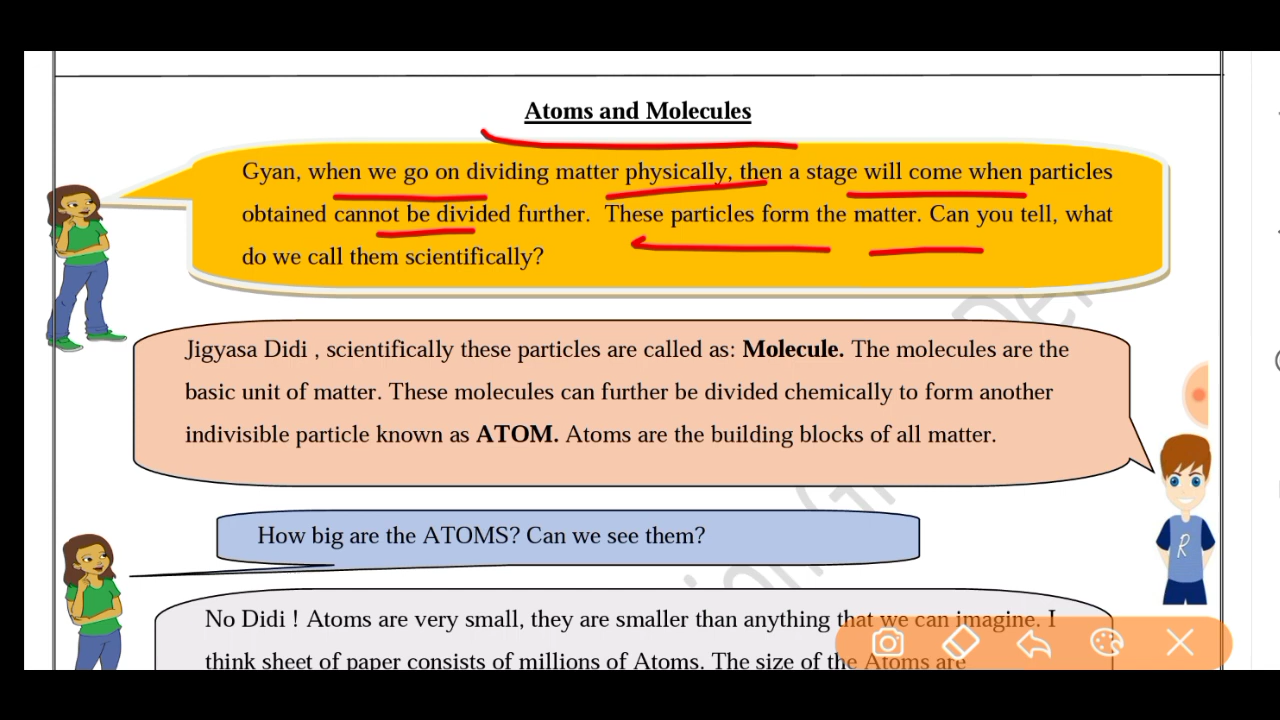 Atoms and Molecules
Gyan, when we go on dividing matter physically, then a stage will come when particles
obtained cannot be divided further. These particles form the matter. Can you tell, what
do we call them scientifically?
Jigyasa Didi , scientifically these particles are called as: Molecule. The molecules are the
basic unit of matter. These molecules can further be divided chemically to form another
indivisible particle known as ATOM. Atoms are the building blocks of all matter.
How big are the ATOMS? Can we see them?
R
No Didi ! Atoms are very small, they are smaller than anything that we can imagine. I
think sheet of paper consists of millions of Atoms. The size of the Atoms are